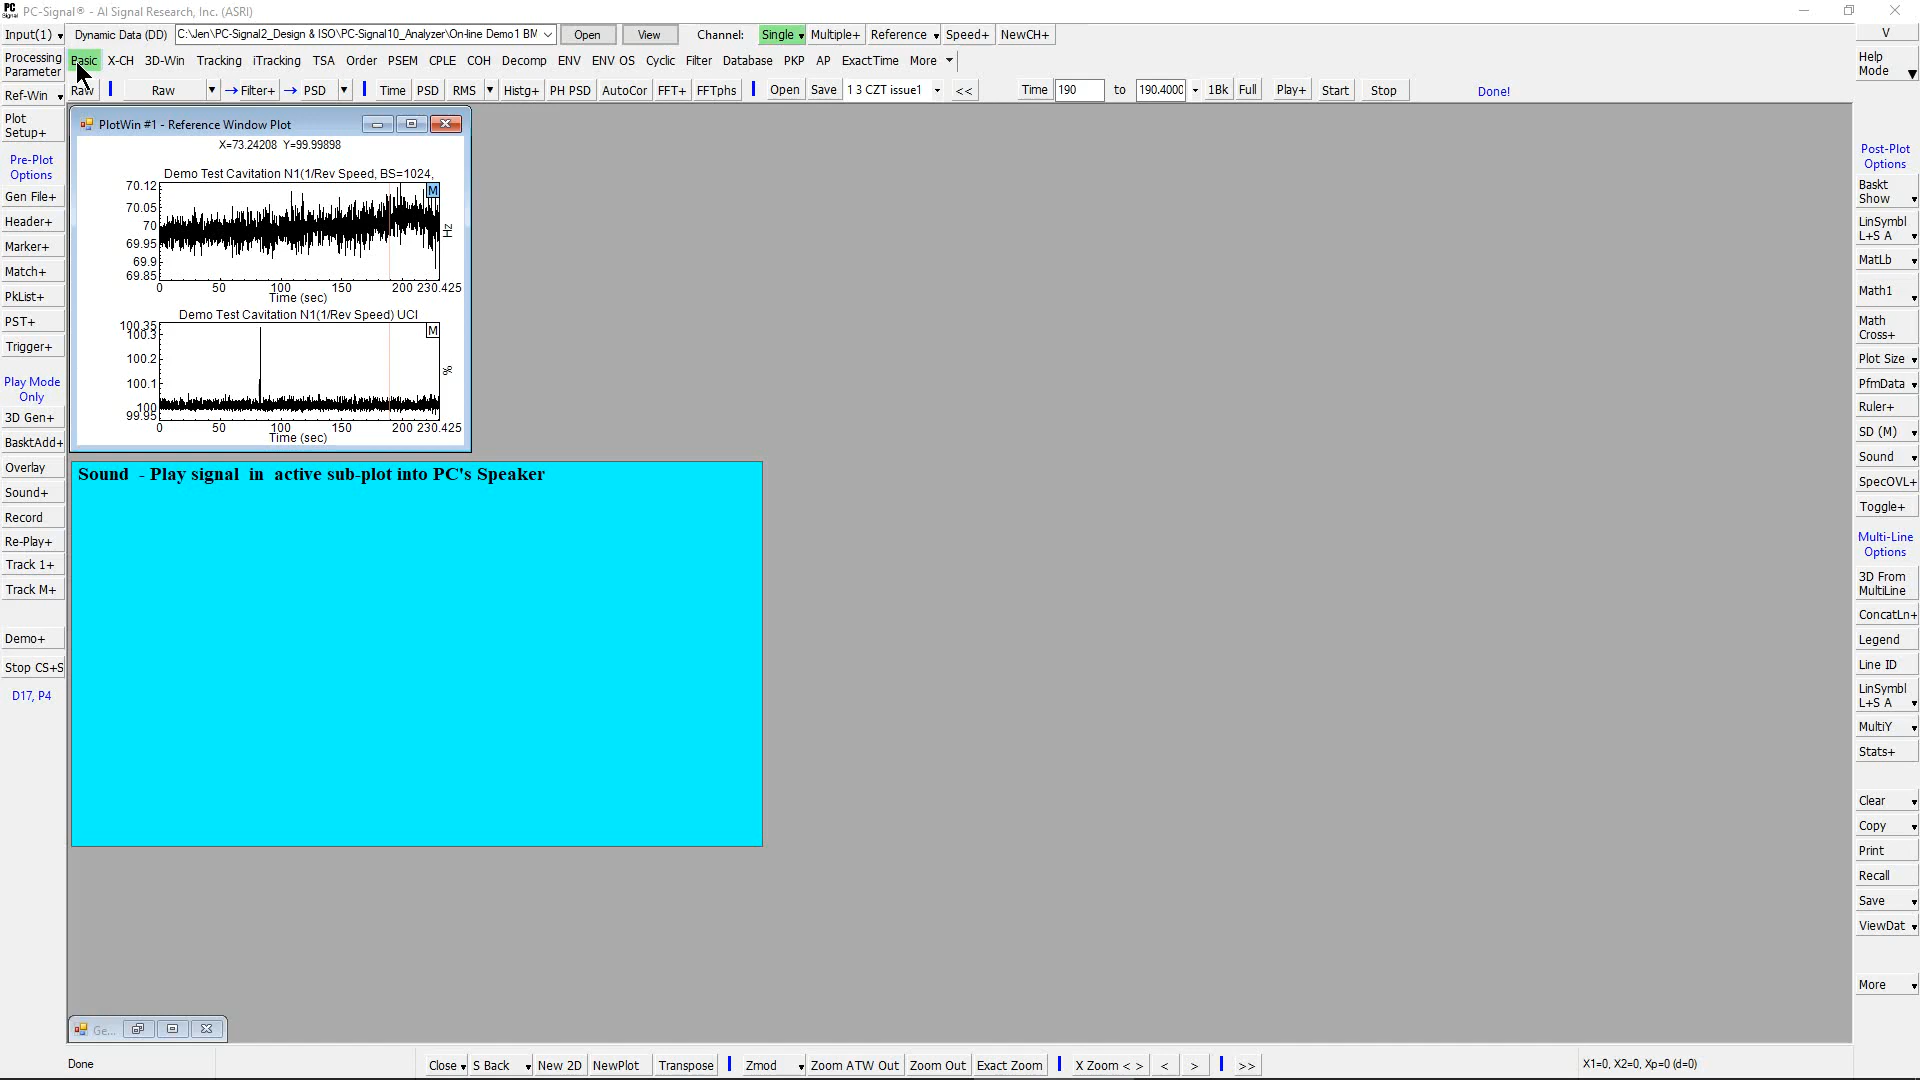 PC-Signal® - AI Signal Research, Inc. (ASRI)
Input(1) Dynamic Data (DD) C:\Jen\PC-Signal2_Design & ISO\PC-Signal10_Analyzer\On-line Demo1 BM Open View Channel: Single Multiple+ Reference Speed+ NewCH+ V
Processing Parameter Basic X-CH 3D-Win Tracking iTracking TSA Order PSEM CPLE COH Decomp ENV ENV OS Cyclic Filter Database PKP AP ExactTime More Help Mode
Ref-Win Raw Raw Filter+ PSD Time PSD RMS Histg+ PH PSD AutoCor FFT+ FFTphs Open Save 1 3 CZT issue1 << Time 190 to 190.4000 1Bk Full Play+ Start Stop Done!
Plot
Setup+
Pre-Plot
Options
Gen File+
Header+
Marker+
Match+
PkList+
PST+
Trigger+
Play Mode
Only
3D Gen+
BasktAdd+
Overlay
Sound+
Record
Re-Play+
Track 1+
Track M+
Demo+
Stop CS+S
D17, P4
PlotWin #1 - Reference Window Plot
X=73.24208 Y=99.99898
Demo Test Cavitation N1(1/Rev Speed, BS=1024,
M
70.12
70.05
70
69.95
69.9
69.85
Hz
0 50 100 150 200 230.425
Time (sec)
Demo Test Cavitation N1(1/Rev Speed) UCI
M
100.35
100.3
100.2
100.1
100
99.95
%
0 50 100 150 200 230.425
Time (sec)
Sound - Play signal in active sub-plot into PC's Speaker
Ge...
Post-Plot
Options
Baskt
Show
LinSymbl
L+S A
MatLb
Math1
Math
Cross+
Plot Size
PfmData
Ruler+
SD (M)
Sound
SpecOVL+
Toggle+
Multi-Line
Options
3D From
MultiLine
ConcatLn+
Legend
Line ID
LinSymbl
L+S A
MultiY
Stats+
Clear
Copy
Print
Recall
Save
ViewDat
More
Done Close S Back New 2D NewPlot Transpose Zmod Zoom ATW Out Zoom Out Exact Zoom X Zoom < > < > >> X1=0, X2=0, Xp=0 (d=0)